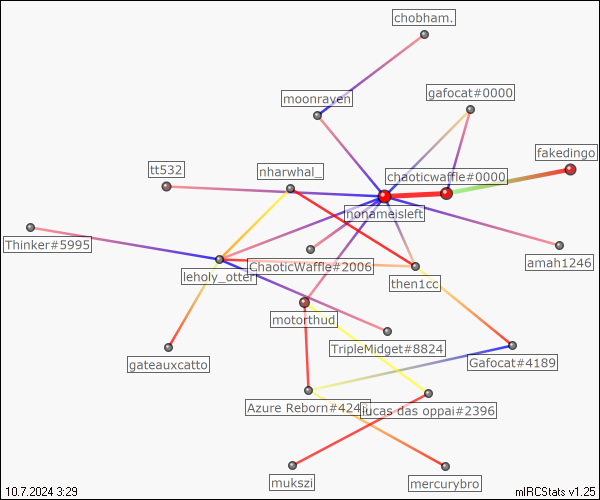 chobham.
gafocat#0000
moonraven
fakedingo
tt532
nharwhal_
chaoticwaffle#0000
nonameisleft
Thinker#5995
leholy_otter
ChaoticWaffle#2006
amah1246
then1cc
motorthud
TripleMidget#8824
gateauxcatto
Gafocat#4189
Azure Reborn#424
lucas das oppai#2396
mukszi
mercurybro
10.7.2024 3:29
mIRCStats v1.25